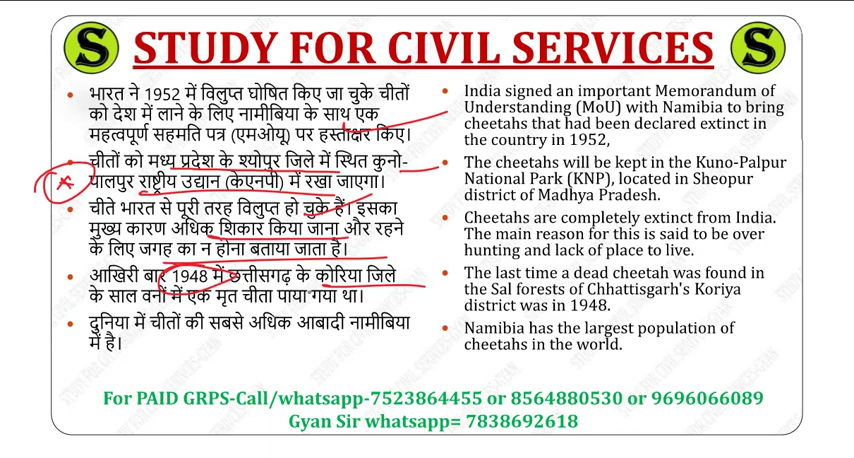 S STUDY FOR CIVIL SERVICES S
• भारत ने 1952 में विलुप्त घोषित किए जा चुके चीतों
को देश में लाने के लिए नामीबिया के साथ एक
महत्वपूर्ण सहमति पत्र (एमओयू) पर हस्ताक्षर किए।
• चीतों को मध्य प्रदेश के श्योपुर जिले में स्थित कुनो-
पालपुर राष्ट्रीय उद्यान (केएनपी) में रखा जाएगा।
• चीते भारत से पूरी तरह विलुप्त हो चुके हैं। इसका
मुख्य कारण अधिक शिकार किया जाना और रहने
के लिए जगह का न होना बताया जाता है।
• आखिरी बार 1948 में छत्तीसगढ़ के कोरिया जिले
के साल वनों में एक मृत चीता पाया गया था।
• दुनिया में चीतों की सबसे अधिक आबादी नामीबिया
में है।
• India signed an important Memorandum of
Understanding (MoU) with Namibia to bring
cheetahs that had been declared extinct in
the country in 1952,
• The cheetahs will be kept in the Kuno-Palpur
National Park (KNP), located in Sheopur
district of Madhya Pradesh.
• Cheetahs are completely extinct from India.
The main reason for this is said to be over
hunting and lack of place to live.
• The last time a dead cheetah was found in
the Sal forests of Chhattisgarh's Koriya
district was in 1948.
• Namibia has the largest population of
cheetahs in the world.
For PAID GRPS-Call/whatsapp-7523864455 or 8564880530 or 9696066089
Gyan Sir whatsapp= 7838692618